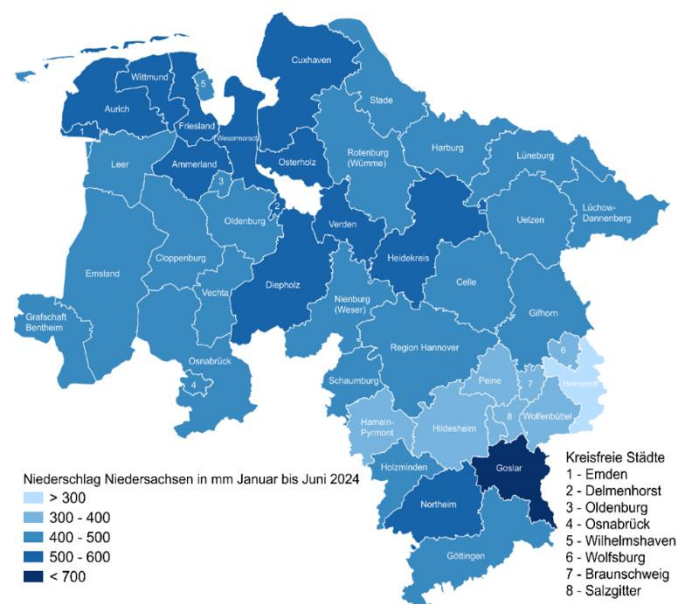 Cuxhaven
Wittmund
Stade
5
Aurich
Friesland
Wesermarsch
1
Harburg
Rotenburg
(Wümme)
Lüneburg
Leer
Ammerland
Osterholz
3
Lüchow-
Dannenberg
2
Oldenburg
Uelzen
Verden
Cloppenburg
Heidekreis
Emsland
Celle
Diepholz
Vechta
Nienburg
(Weser)
Gifhorn
Grafschaft
Bentheim
Region Hannover
6
Osnabrück
Schaumburg
Peine
7
Helmstedt
4
8
Wolfenbüttel
Hameln-
Pyrmont
Hildesheim
Holzminden
Goslar
Northeim
Göttingen
Niederschlag Niedersachsen in mm Januar bis Juni 2024
> 300
300 - 400
400 - 500
500 - 600
< 700
Kreisfreie Städte
1 - Emden
2 - Delmenhorst
3 - Oldenburg
4 - Osnabrück
5 - Wilhelmshaven
6 - Wolfsburg
7 - Braunschweig
8 - Salzgitter